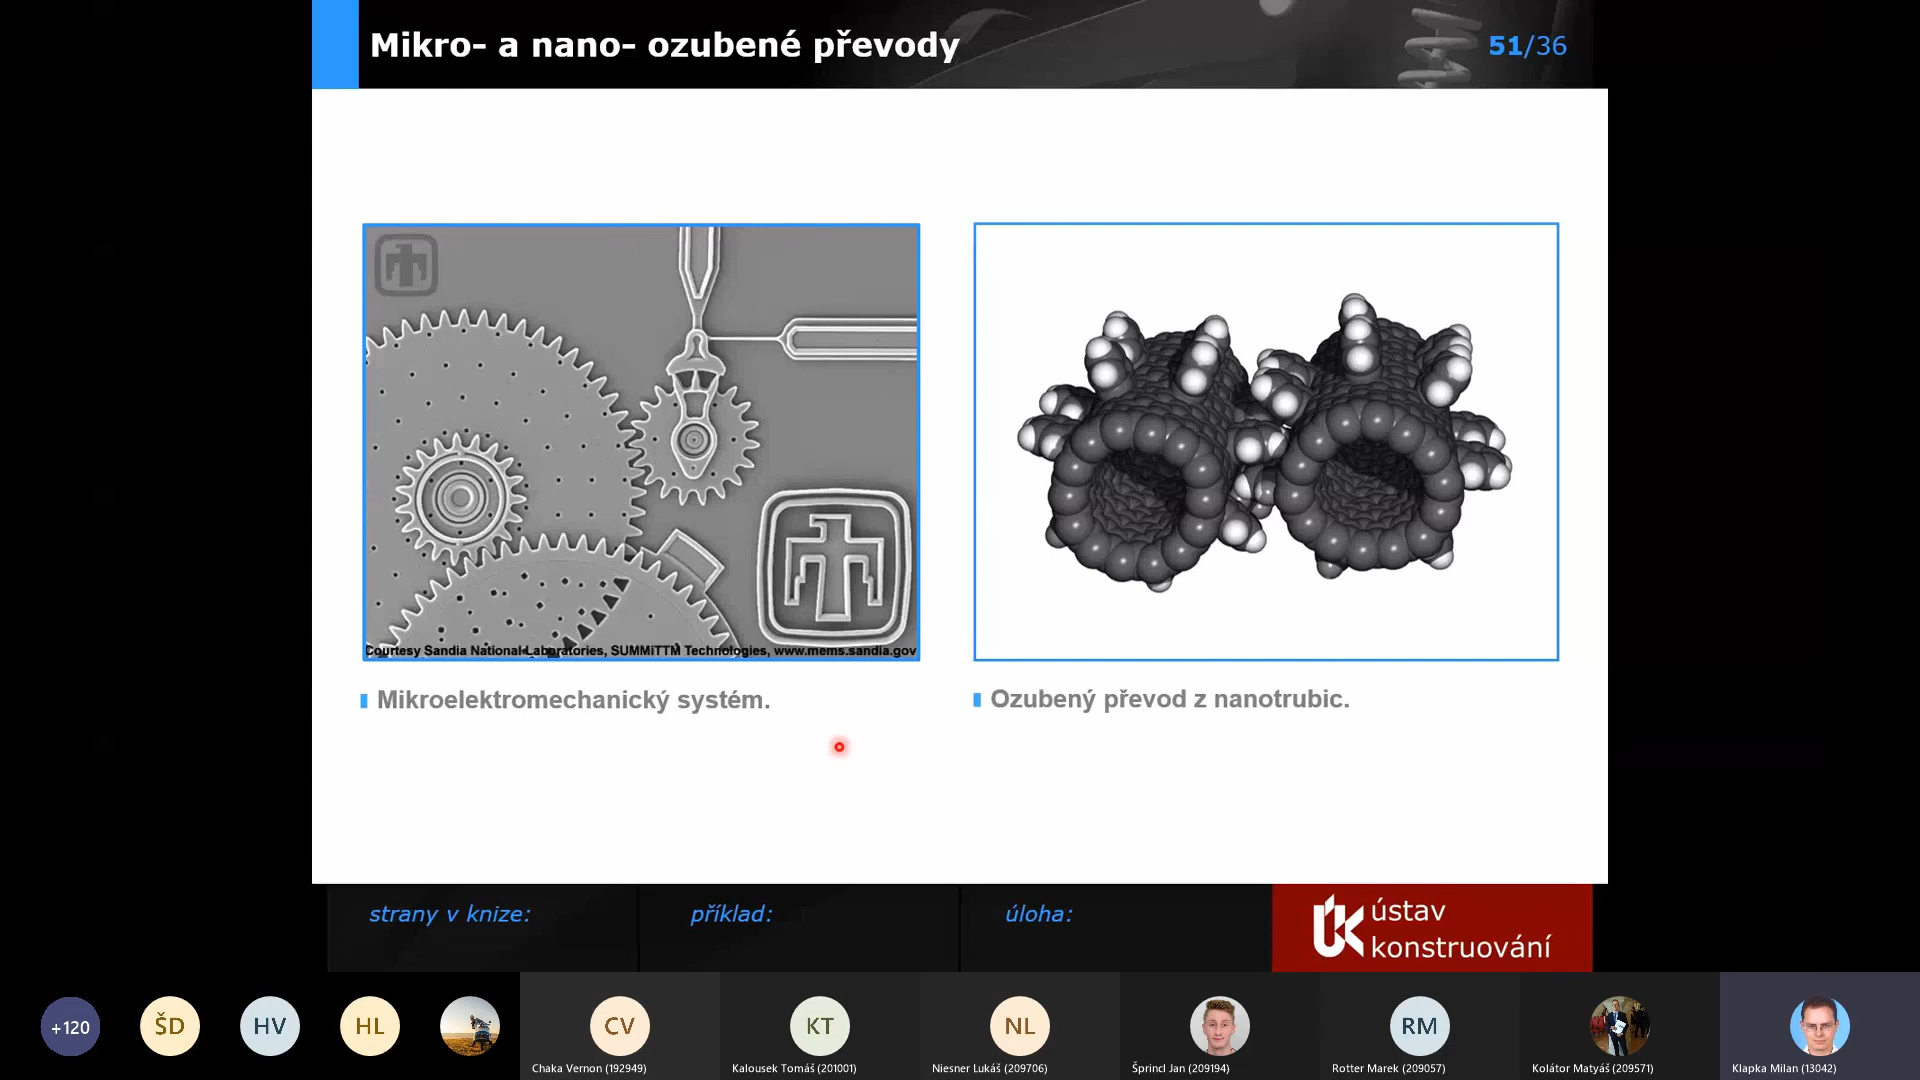 Mikro- a nano- ozubené převody
51/36
Courtesy Sandia National Laboratories, SUMMiTTM Technologies, www.mems.sandia.gov
Mikroelektromechanický systém.
Ozubený převod z nanotrubic.
strany v knize:
příklad:
úloha:
ústav
konstruování
+120
ŠD
HV
HL
CV
KT
NL
RM
Chaka Vernon (192949)
Kalousek Tomáš (201001)
Niesner Lukáš (209706)
Šprincl Jan (209194)
Rotter Marek (209057)
Kolátor Matyáš (209571)
Klapka Milan (13042)